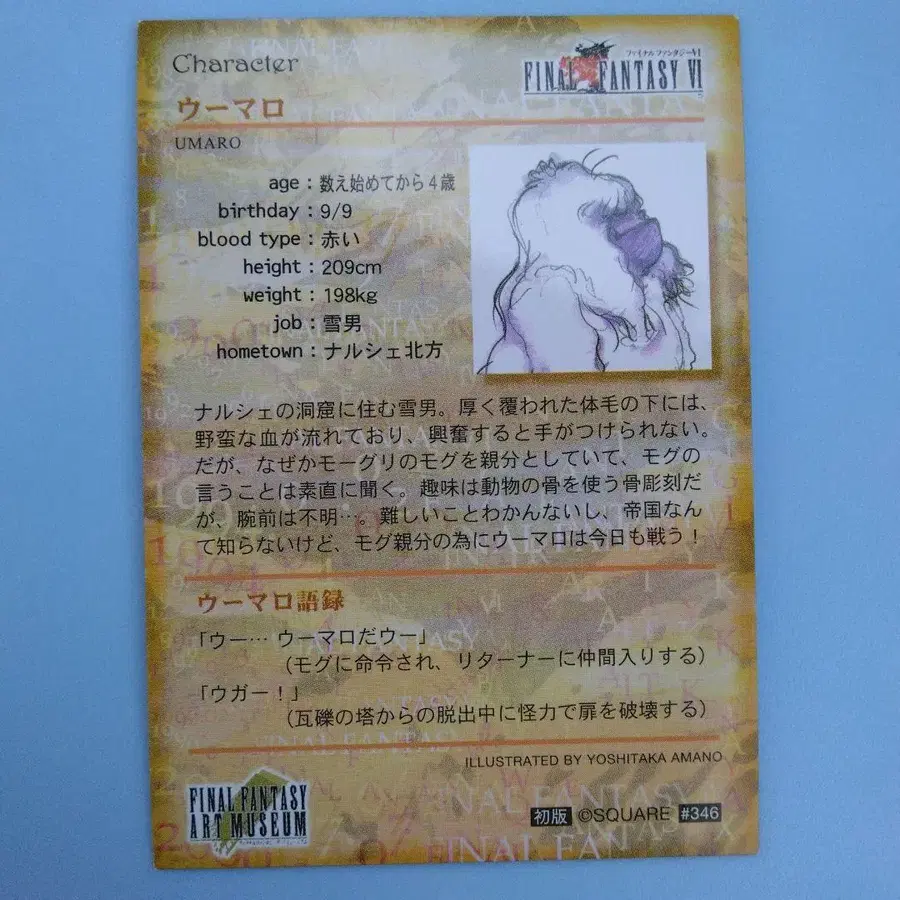 Character
ファイナルファンタジーVI
FINAL FANTASY VI
ウーマロ
UMARO
age：数え始めてから４歳
birthday：9/9
blood type：赤い
height：209cm
weight：198kg
job：雪男
hometown：ナルシェ北方
ナルシェの洞窟に住む雪男。厚く覆われた体毛の下には、
野蛮な血が流れており、興奮すると手がつけられない。
だが、なぜかモーグリのモグを親分としていて、モグの
言うことは素直に聞く。趣味は動物の骨を使う骨彫刻だ
が、腕前は不明…。難しいことわかんないし、帝国なん
て知らないけど、モグ親分の為にウーマロは今日も戦う！
ウーマロ語録
「ウー… ウーマロだウー」
（モグに命令され、リターナーに仲間入りする）
「ウガー！」
（瓦礫の塔からの脱出中に怪力で扉を破壊する）
ILLUSTRATED BY YOSHITAKA AMANO
FINAL FANTASY
ART MUSEUM
初版 ©SQUARE #346